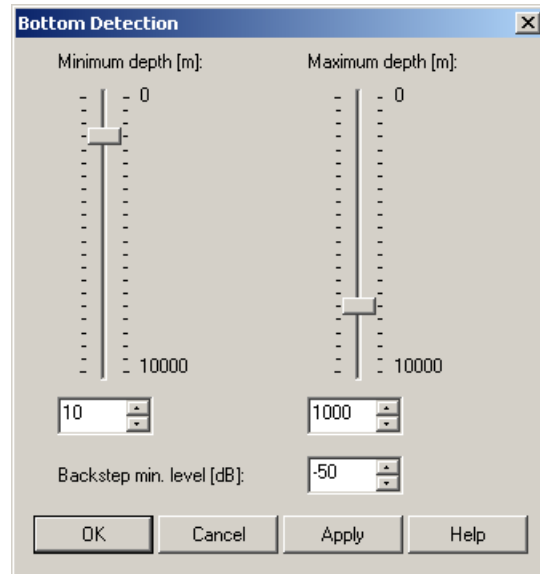 Bottom Detection
Minimum depth [m]: Maximum depth [m]:
0 0
10000 10000
10 1000
Backstep min. level [dB]: -50
OK Cancel Apply Help